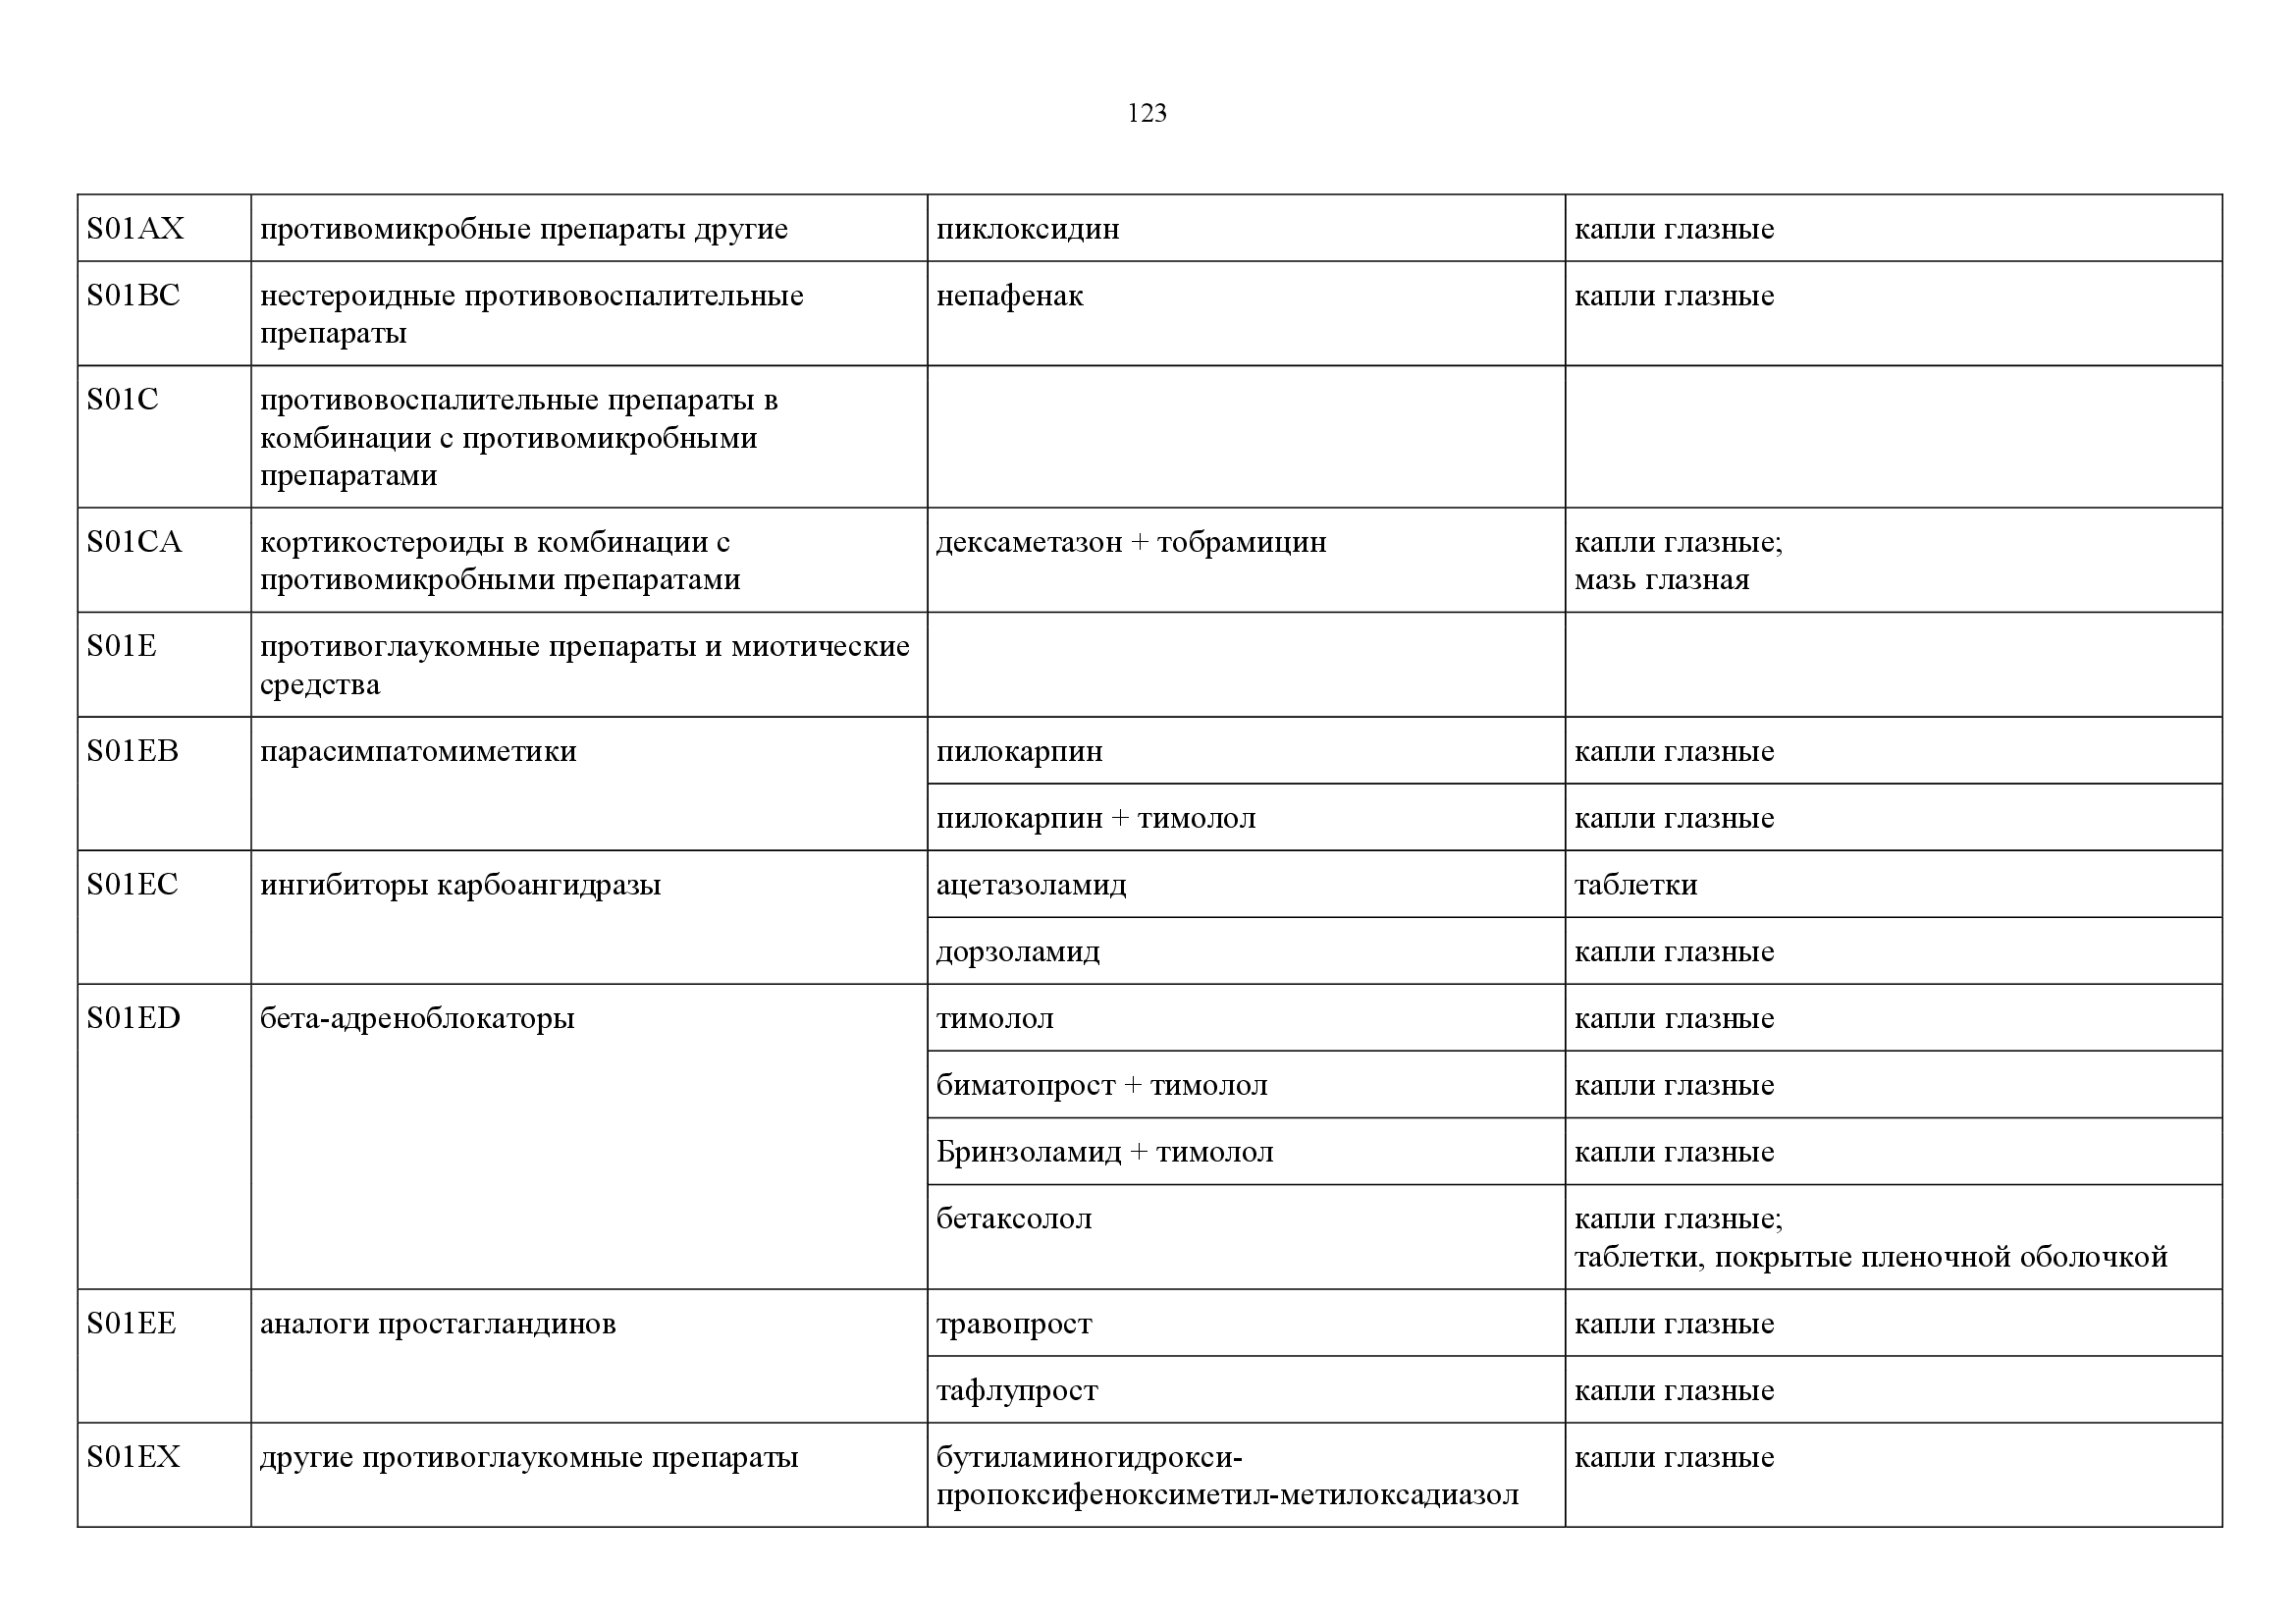 123
S01AX противомикробные препараты другие пиклоксидин капли глазные
S01BC нестероидные противовоспалительные непафенак капли глазные
препараты
S01C противовоспалительные препараты в
комбинации с противомикробными
препаратами
S01CA кортикостероиды в комбинации с дексаметазон + тобрамицин капли глазные;
противомикробными препаратами мазь глазная
S01E противоглаукомные препараты и миотические
средства
S01EB парасимпатомиметики пилокарпин капли глазные
пилокарпин + тимолол капли глазные
S01EC ингибиторы карбоангидразы ацетазоламид таблетки
дорзоламид капли глазные
S01ED бета-адреноблокаторы тимолол капли глазные
биматопрост + тимолол капли глазные
Бринзоламид + тимолол капли глазные
бетаксолол капли глазные;
таблетки, покрытые пленочной оболочкой
S01EE аналоги простагландинов травопрост капли глазные
тафлупрост капли глазные
S01EX другие противоглаукомные препараты бутиламиногидрокси- капли глазные
пропоксифеноксиметил-метилоксадиазол